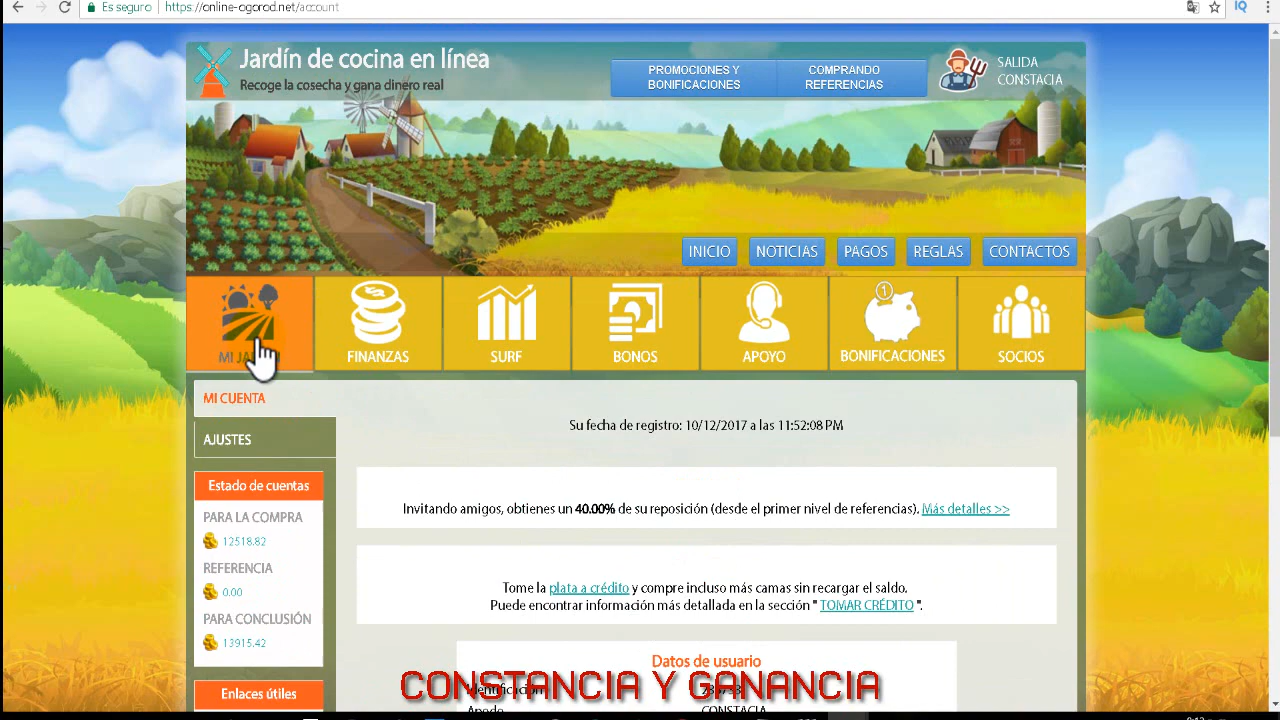 Es seguro
https://online-ogorod.net/account
Jardín de cocina en línea
Recoge la cosecha y gana dinero real
PROMOCIONES Y
BONIFICACIONES
COMPRANDO
REFERENCIAS
SALIDA
CONSTACIA
INICIO
NOTICIAS
PAGOS
REGLAS
CONTACTOS
FINANZAS
SURF
BONOS
APOYO
1
BONIFICACIONES
SOCIOS
MI CUENTA
AJUSTES
Su fecha de registro: 10/12/2017 a las 11:52:08 PM
Estado de cuentas
PARA LA COMPRA
12518.82
REFERENCIA
0.00
PARA CONCLUSIÓN
13915.42
Enlaces útiles
Invitando amigos, obtienes un 40.00% de su reposición (desde el primer nivel de referencias). Más detalles >>
Tome la plata a crédito y compre incluso más camas sin recargar el saldo.
Puede encontrar información más detallada en la sección " TOMAR CRÉDITO ".
Datos de usuario
CONSTANCIA Y GANANCIA
CONSTACIA